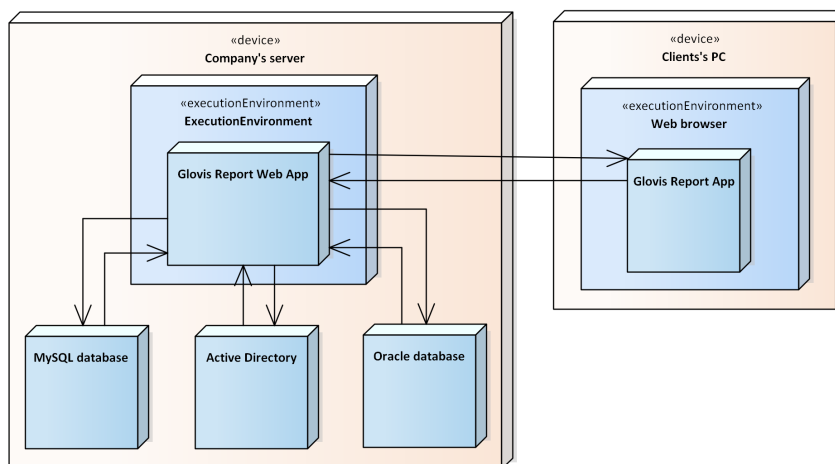 «device»
Company's server
«executionEnvironment»
ExecutionEnvironment
Glovis Report Web App
MySQL database
Active Directory
Oracle database
«device»
Clients's PC
«executionEnvironment»
Web browser
Glovis Report App